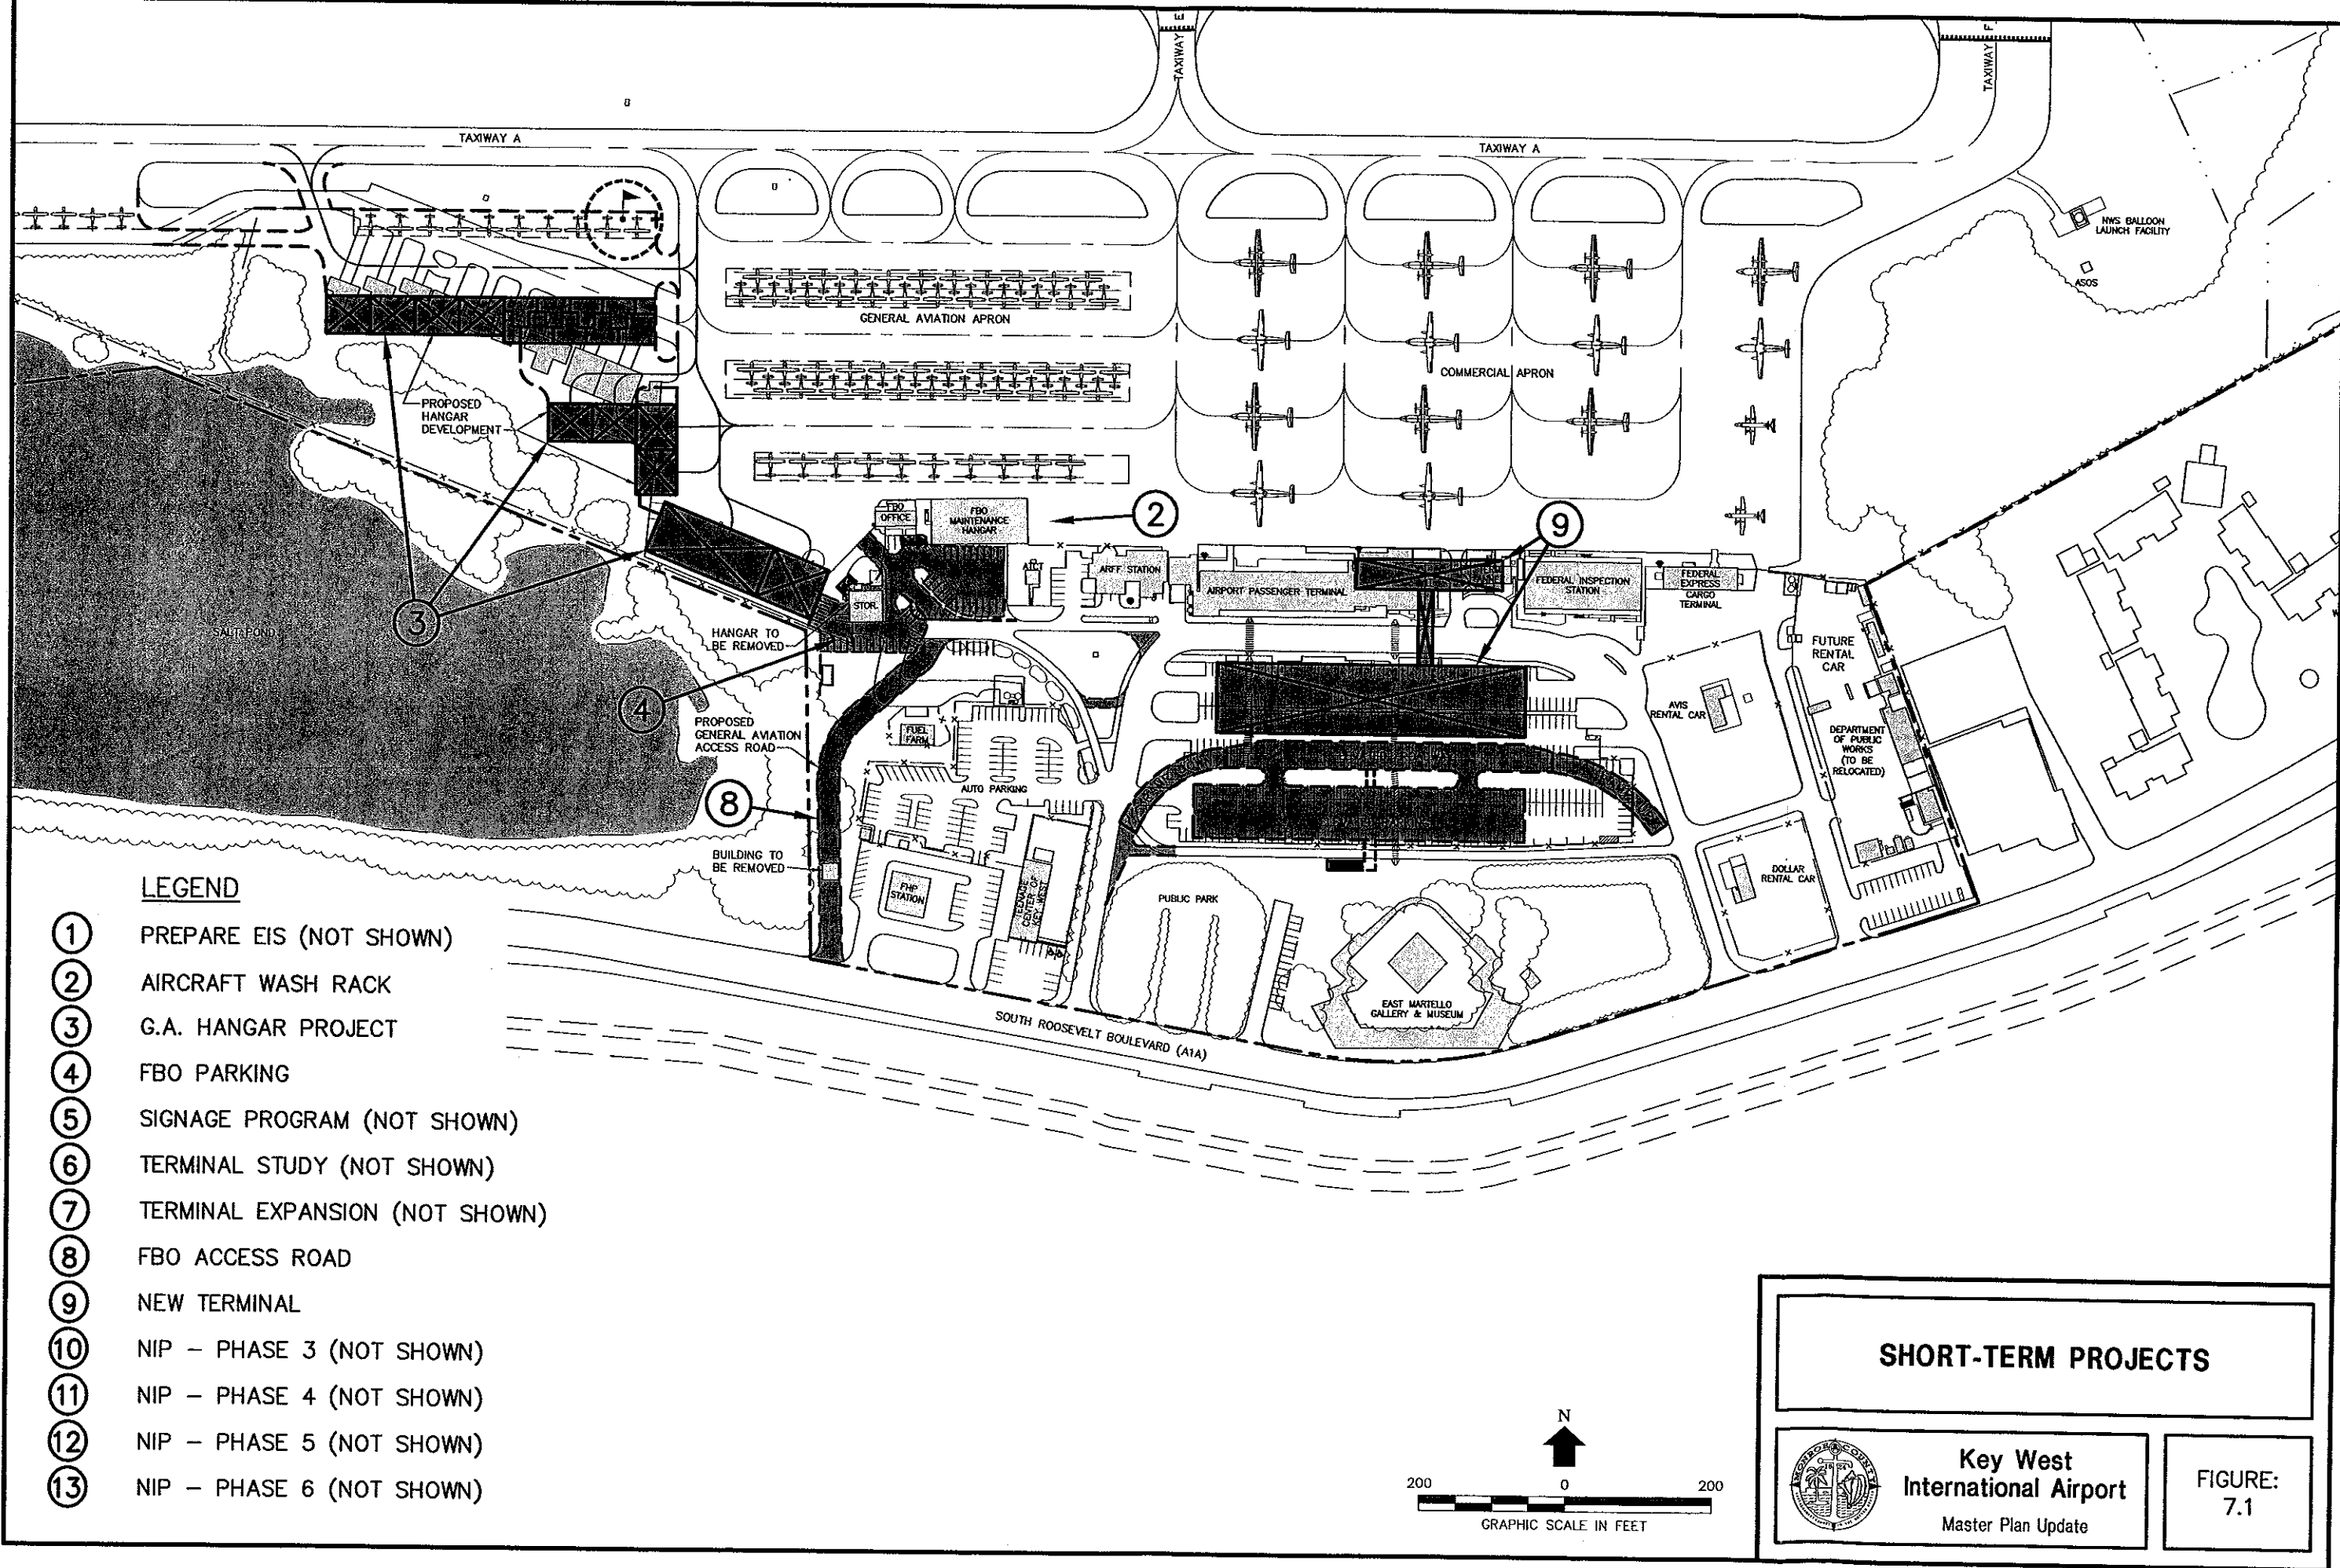 TAXIWAY E
TAXIWAY F
TAXIWAY A
TAXIWAY A
NWS BALLOON
LAUNCH FACILITY
ASOS
GENERAL AVIATION APRON
COMMERCIAL APRON
PROPOSED
HANGAR
DEVELOPMENT
FBO
OFFICE
FBO
MAINTENANCE
HANGAR
2
9
ATCT
ARFF STATION
AIRPORT PASSENGER TERMINAL
FEDERAL INSPECTION
STATION
FEDERAL
EXPRESS
CARGO
TERMINAL
3
SALT POND
STOR.
HANGAR TO
BE REMOVED
FUTURE
RENTAL
CAR
4
AVIS
RENTAL CAR
PROPOSED
GENERAL AVIATION
ACCESS ROAD
FUEL
FARM
DEPARTMENT
OF PUBLIC
WORKS
(TO BE
RELOCATED)
8
AUTO PARKING
BUILDING TO
BE REMOVED
FHP
STATION
CENTER OF
KEY WEST
PUBLIC PARK
DOLLAR
RENTAL CAR
EAST MARTELLO
GALLERY & MUSEUM
SOUTH ROOSEVELT BOULEVARD (A1A)
LEGEND
1 PREPARE EIS (NOT SHOWN)
2 AIRCRAFT WASH RACK
3 G.A. HANGAR PROJECT
4 FBO PARKING
5 SIGNAGE PROGRAM (NOT SHOWN)
6 TERMINAL STUDY (NOT SHOWN)
7 TERMINAL EXPANSION (NOT SHOWN)
8 FBO ACCESS ROAD
9 NEW TERMINAL
10 NIP – PHASE 3 (NOT SHOWN)
11 NIP – PHASE 4 (NOT SHOWN)
12 NIP – PHASE 5 (NOT SHOWN)
13 NIP – PHASE 6 (NOT SHOWN)
N
200 0 200
GRAPHIC SCALE IN FEET
SHORT-TERM PROJECTS
MONROE COUNTY
Key West
International Airport
Master Plan Update
FIGURE:
7.1